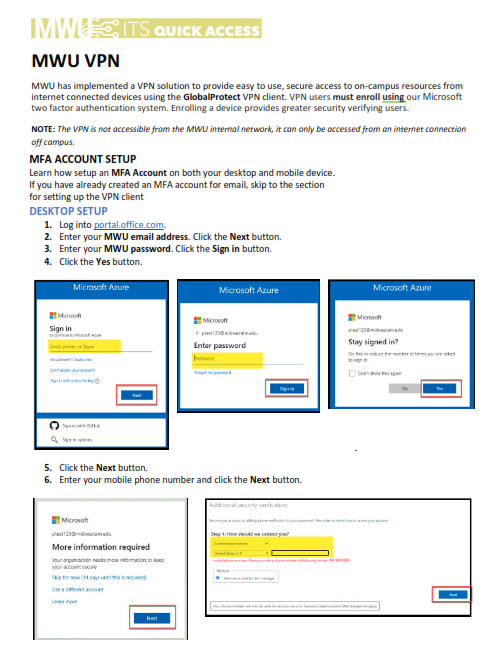 MWU ITS QUICK ACCESS
MWU VPN
MWU has implemented a VPN solution to provide easy to use, secure access to on-campus resources from
internet connected devices using the GlobalProtect VPN client. VPN users must enroll using our Microsoft
two factor authentication system. Enrolling a device provides greater security verifying users.
NOTE: The VPN is not accessible from the MWU internal network, it can only be accessed from an internet connection
off campus.
MFA ACCOUNT SETUP
Learn how setup an MFA Account on both your desktop and mobile device.
If you have already created an MFA account for email, skip to the section
for setting up the VPN client
DESKTOP SETUP
1. Log into portal.office.com.
2. Enter your MWU email address. Click the Next button.
3. Enter your MWU password. Click the Sign in button.
4. Click the Yes button.
Microsoft Azure
Microsoft
Sign in
to continue to Microsoft Azure
Email, phone, or Skype
No account? Create one!
Can't access your account?
Sign in with a security key
Next
Sign in with GitHub
Sign-in options
Microsoft Azure
Microsoft
ptest123@midwestern.edu
Enter password
Password
Forgot my password
Sign in
Microsoft Azure
Microsoft
ptest123@midwestern.edu
Stay signed in?
Do this to reduce the number of times you are asked
to sign in.
Don't show this again
No
Yes
5. Click the Next button.
6. Enter your mobile phone number and click the Next button.
Microsoft
ptest123@midwestern.edu
More information required
Your organization needs more information to keep
your account secure
Skip for now (14 days until this is required)
Use a different account
Learn more
Next
Additional security verification
Secure your account by adding phone verification to your password. View video to know how to secure your account
Step 1: How should we contact you?
Authentication phone
United States (+1)
Invalid phone number. Please provide a phone number in following format: 999 999 9999.
Method
Send me a code by text message
Next
Your phone numbers will only be used for account security. Standard telephone and SMS charges will apply.